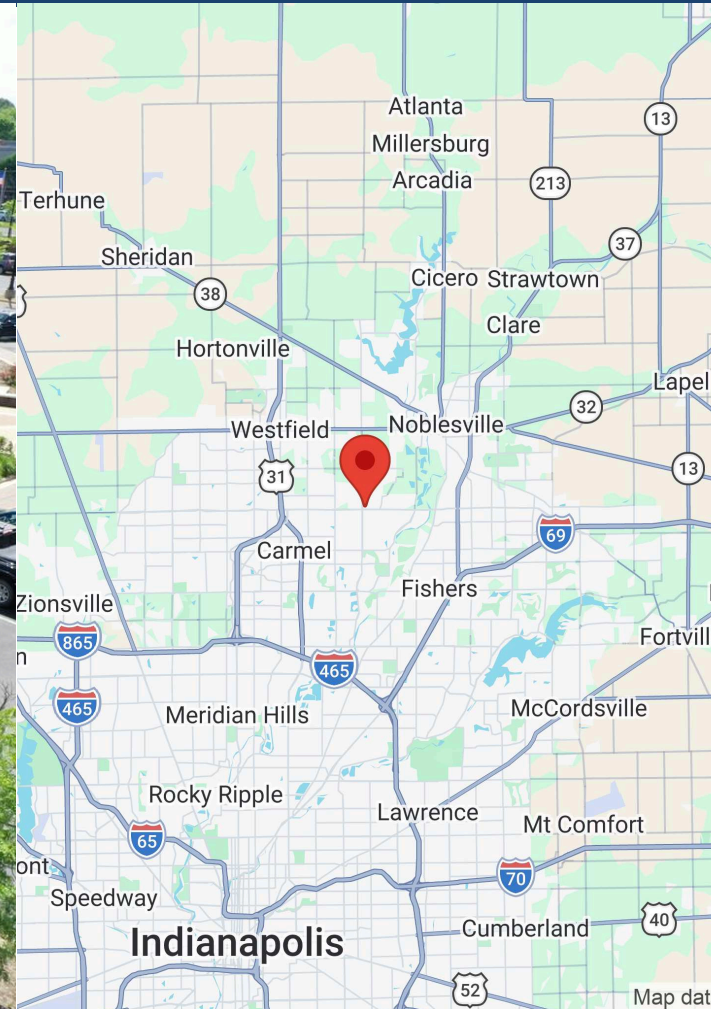 Atlanta
13
Millersburg
Arcadia
213
Terhune
37
Sheridan
Cicero Strawtown
38
Clare
Hortonville
Lapel
32
Westfield
Noblesville
13
31
69
Carmel
Fishers
Zionsville
865
Fortvill
n
465
465
McCordsville
Meridian Hills
Rocky Ripple
Lawrence
Mt Comfort
65
ont
70
Speedway
40
Cumberland
Indianapolis
52
Map dat